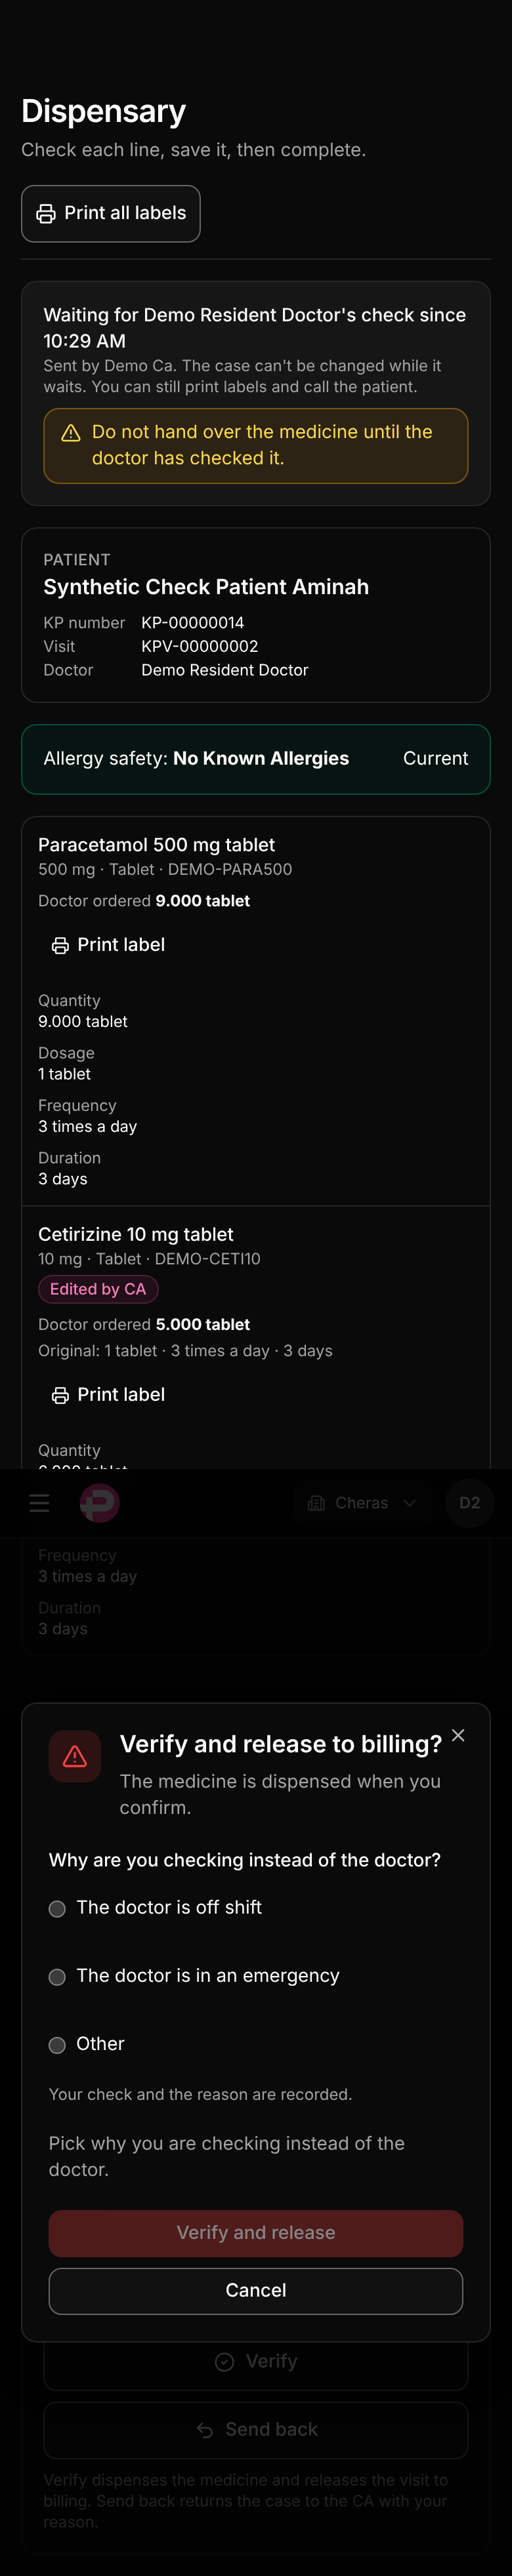 Dispensary
Check each line, save it, then complete.
Print all labels
Waiting for Demo Resident Doctor's check since
10:29 AM
Sent by Demo Ca. The case can't be changed while it
waits. You can still print labels and call the patient.
Do not hand over the medicine until the
doctor has checked it.
PATIENT
Synthetic Check Patient Aminah
KP number KP-00000014
Visit KPV-00000002
Doctor Demo Resident Doctor
Allergy safety: No Known Allergies Current
Paracetamol 500 mg tablet
500 mg · Tablet · DEMO-PARA500
Doctor ordered 9.000 tablet
Print label
Quantity
9.000 tablet
Dosage
1 tablet
Frequency
3 times a day
Duration
3 days
Cetirizine 10 mg tablet
10 mg · Tablet · DEMO-CETI10
Edited by CA
Doctor ordered 5.000 tablet
Original: 1 tablet · 3 times a day · 3 days
Print label
Quantity
Cheras D2
Frequency
3 times a day
Duration
3 days
Verify and release to billing?
The medicine is dispensed when you
confirm.
Why are you checking instead of the doctor?
The doctor is off shift
The doctor is in an emergency
Other
Your check and the reason are recorded.
Pick why you are checking instead of the
doctor.
Verify and release
Cancel
Verify
Send back
Verify dispenses the medicine and releases the visit to
billing. Send back returns the case to the CA with your
reason.